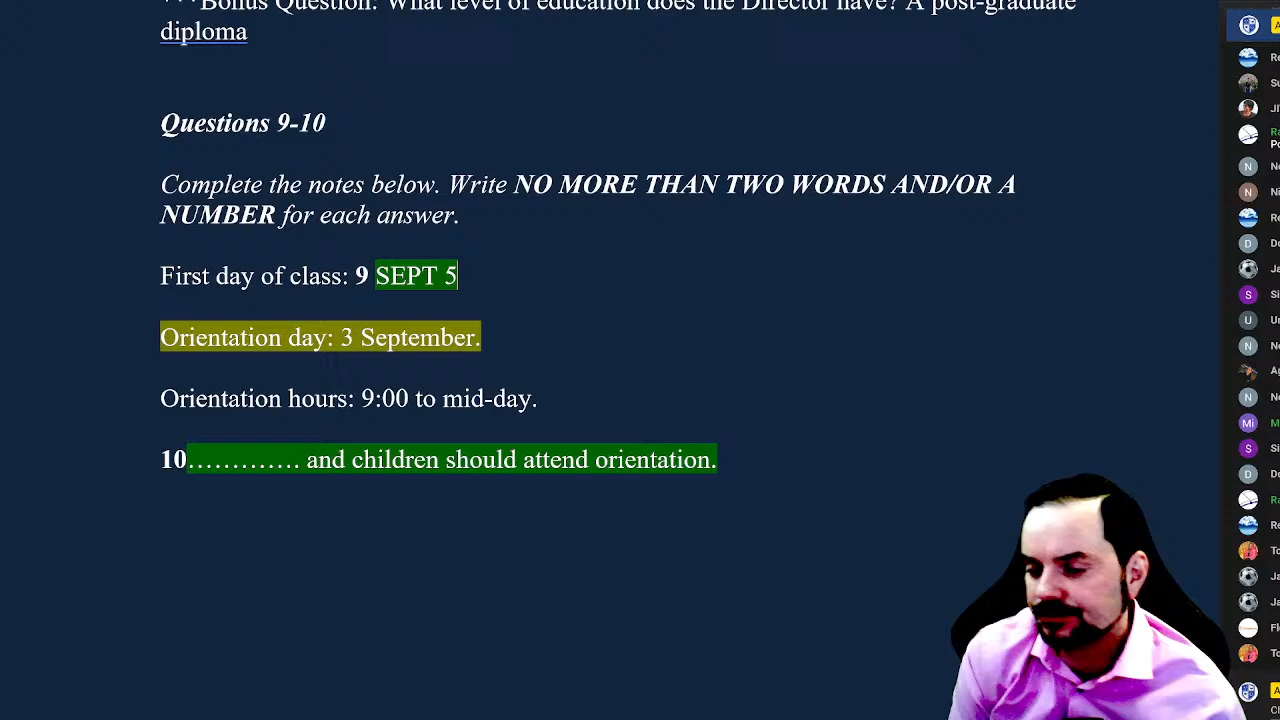 ***Bonus Question: What level of education does the Director have? A post-graduate
diploma
Questions 9-10
Complete the notes below. Write NO MORE THAN TWO WORDS AND/OR A
NUMBER for each answer.
First day of class: 9 SEPT 5
Orientation day: 3 September.
Orientation hours: 9:00 to mid-day.
10…………. and children should attend orientation.